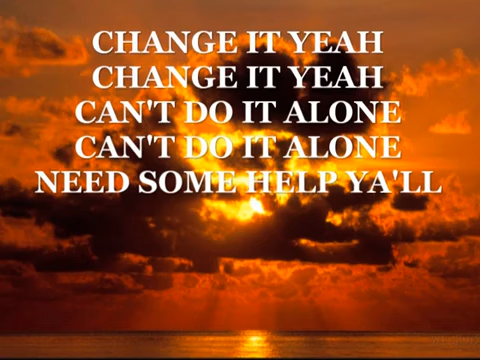 CHANGE IT YEAH
CHANGE IT YEAH
CAN'T DO IT ALONE
CAN'T DO IT ALONE
NEED SOME HELP YA'LL